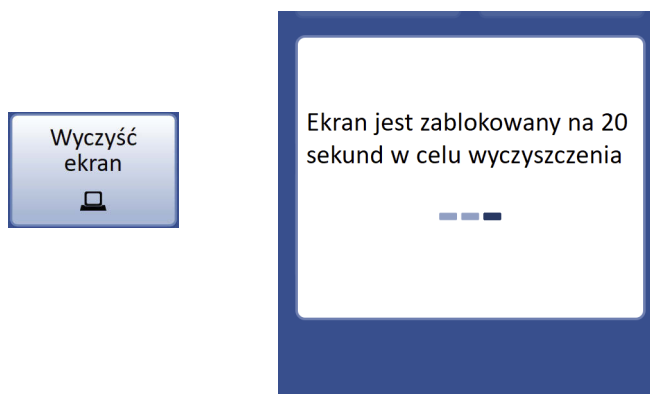 Wyczyść
ekran
Ekran jest zablokowany na 20
sekund w celu wyczyszczenia